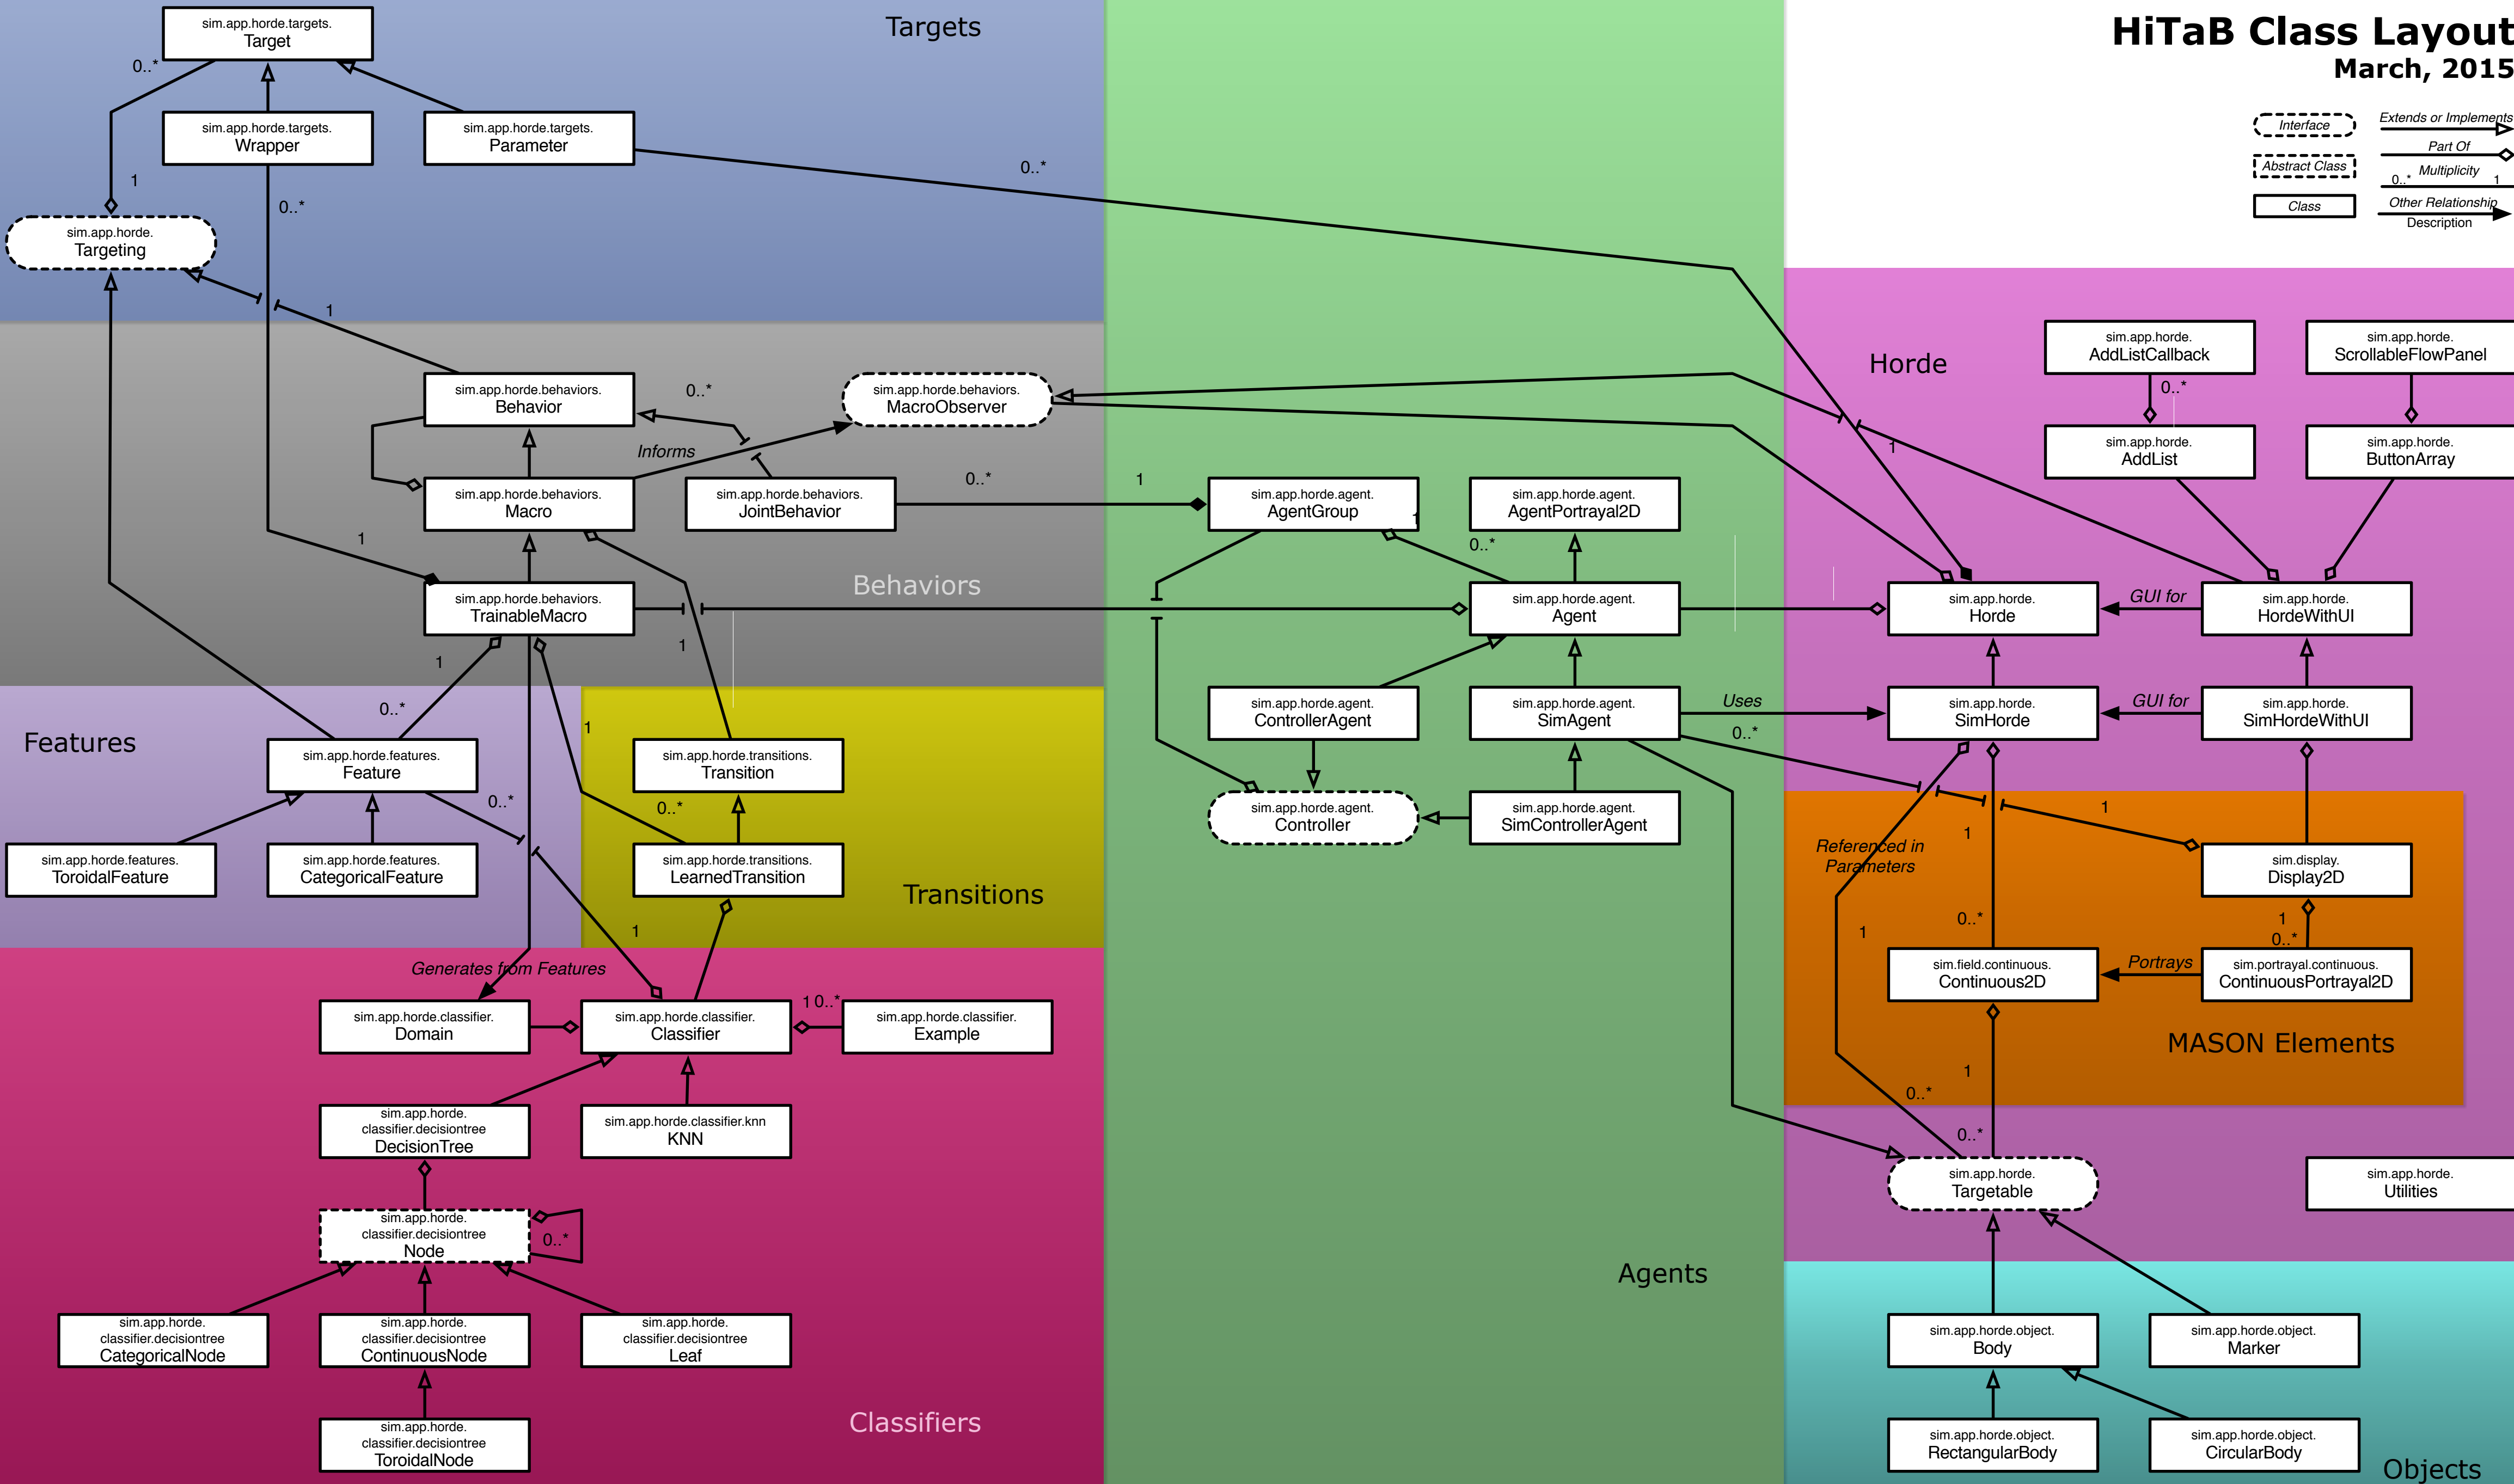 HiTaB Class Layout
March, 2015
Interface
Abstract Class
Class
Extends or Implements
Part Of
Multiplicity
0..*
1
Other Relationship
Description
Targets
sim.app.horde.targets.
Target
0..*
sim.app.horde.targets.
Wrapper
sim.app.horde.targets.
Parameter
0..*
1
0..*
sim.app.horde.
Targeting
1
Behaviors
sim.app.horde.behaviors.
Behavior
0..*
sim.app.horde.behaviors.
MacroObserver
Informs
sim.app.horde.behaviors.
Macro
sim.app.horde.behaviors.
JointBehavior
0..*
1
1
sim.app.horde.behaviors.
TrainableMacro
1
1
Features
0..*
sim.app.horde.features.
Feature
0..*
sim.app.horde.features.
ToroidalFeature
sim.app.horde.features.
CategoricalFeature
Transitions
1
sim.app.horde.transitions.
Transition
0..*
sim.app.horde.transitions.
LearnedTransition
1
Classifiers
Generates from Features
sim.app.horde.classifier.
Domain
sim.app.horde.classifier.
Classifier
1
0..*
sim.app.horde.classifier.
Example
sim.app.horde.
classifier.decisiontree
DecisionTree
sim.app.horde.classifier.knn
KNN
sim.app.horde.
classifier.decisiontree
Node
0..*
sim.app.horde.
classifier.decisiontree
CategoricalNode
sim.app.horde.
classifier.decisiontree
ContinuousNode
sim.app.horde.
classifier.decisiontree
Leaf
sim.app.horde.
classifier.decisiontree
ToroidalNode
Agents
sim.app.horde.agent.
AgentGroup
1
sim.app.horde.agent.
AgentPortrayal2D
0..*
sim.app.horde.agent.
Agent
sim.app.horde.agent.
ControllerAgent
sim.app.horde.agent.
SimAgent
Uses
0..*
sim.app.horde.agent.
Controller
sim.app.horde.agent.
SimControllerAgent
Horde
sim.app.horde.
AddListCallback
sim.app.horde.
ScrollableFlowPanel
0..*
sim.app.horde.
AddList
sim.app.horde.
ButtonArray
1
sim.app.horde.
Horde
GUI for
sim.app.horde.
HordeWithUI
sim.app.horde.
SimHorde
GUI for
sim.app.horde.
SimHordeWithUI
MASON Elements
1
1
Referenced in
Parameters
sim.display.
Display2D
1
0..*
1
0..*
sim.field.continuous.
Continuous2D
Portrays
sim.portrayal.continuous.
ContinuousPortrayal2D
1
0..*
0..*
sim.app.horde.
Targetable
sim.app.horde.
Utilities
Objects
sim.app.horde.object.
Body
sim.app.horde.object.
Marker
sim.app.horde.object.
RectangularBody
sim.app.horde.object.
CircularBody